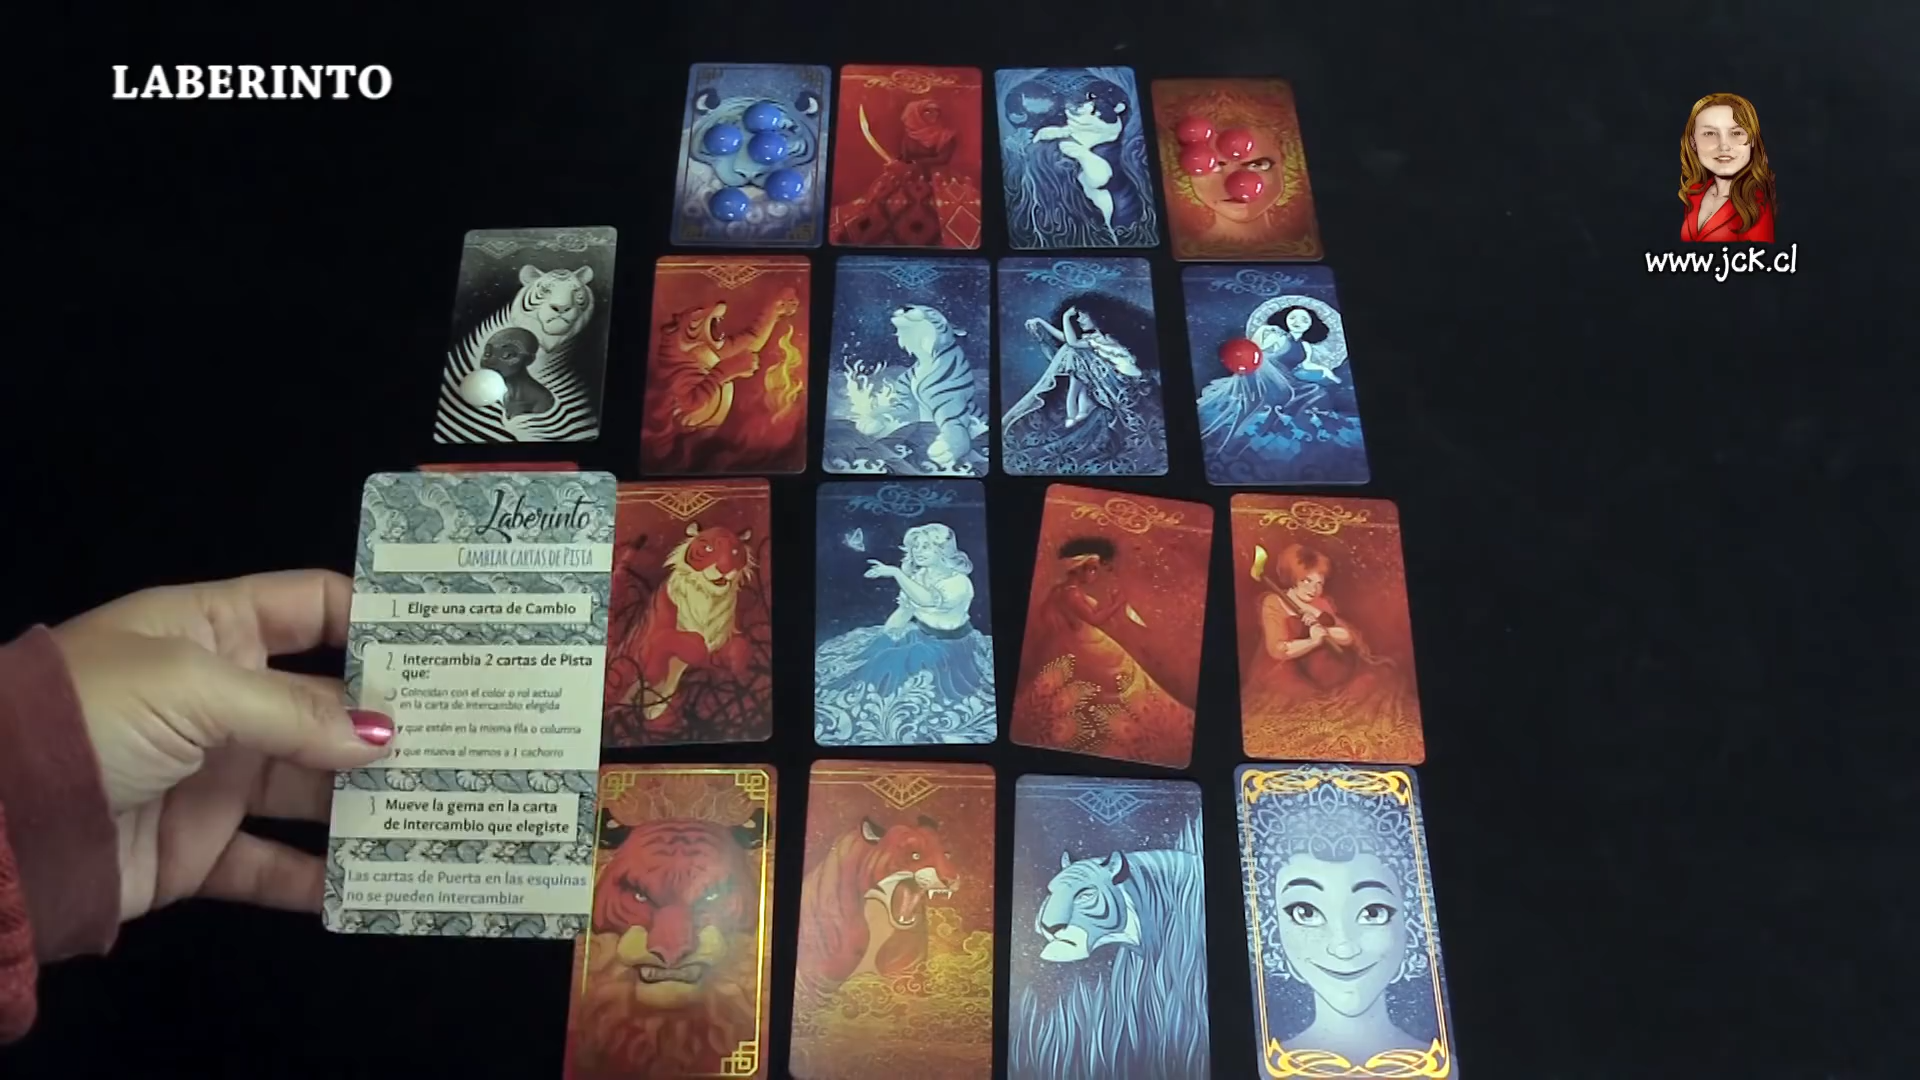 LABERINTO
www.jck.cl
Laberinto
CAMBIAR CARTAS DE PISTA
1. Elige una carta de Cambio
2. Intercambia 2 cartas de Pista
que:
Coincidan con el color o rol actual
en la carta de intercambio elegida
y que estén en la misma fila o columna
y que mueva al menos a 1 cachorro
3 Mueve la gema en la carta
de intercambio que elegiste
Las cartas de Puerta en las esquinas
no se pueden intercambiar